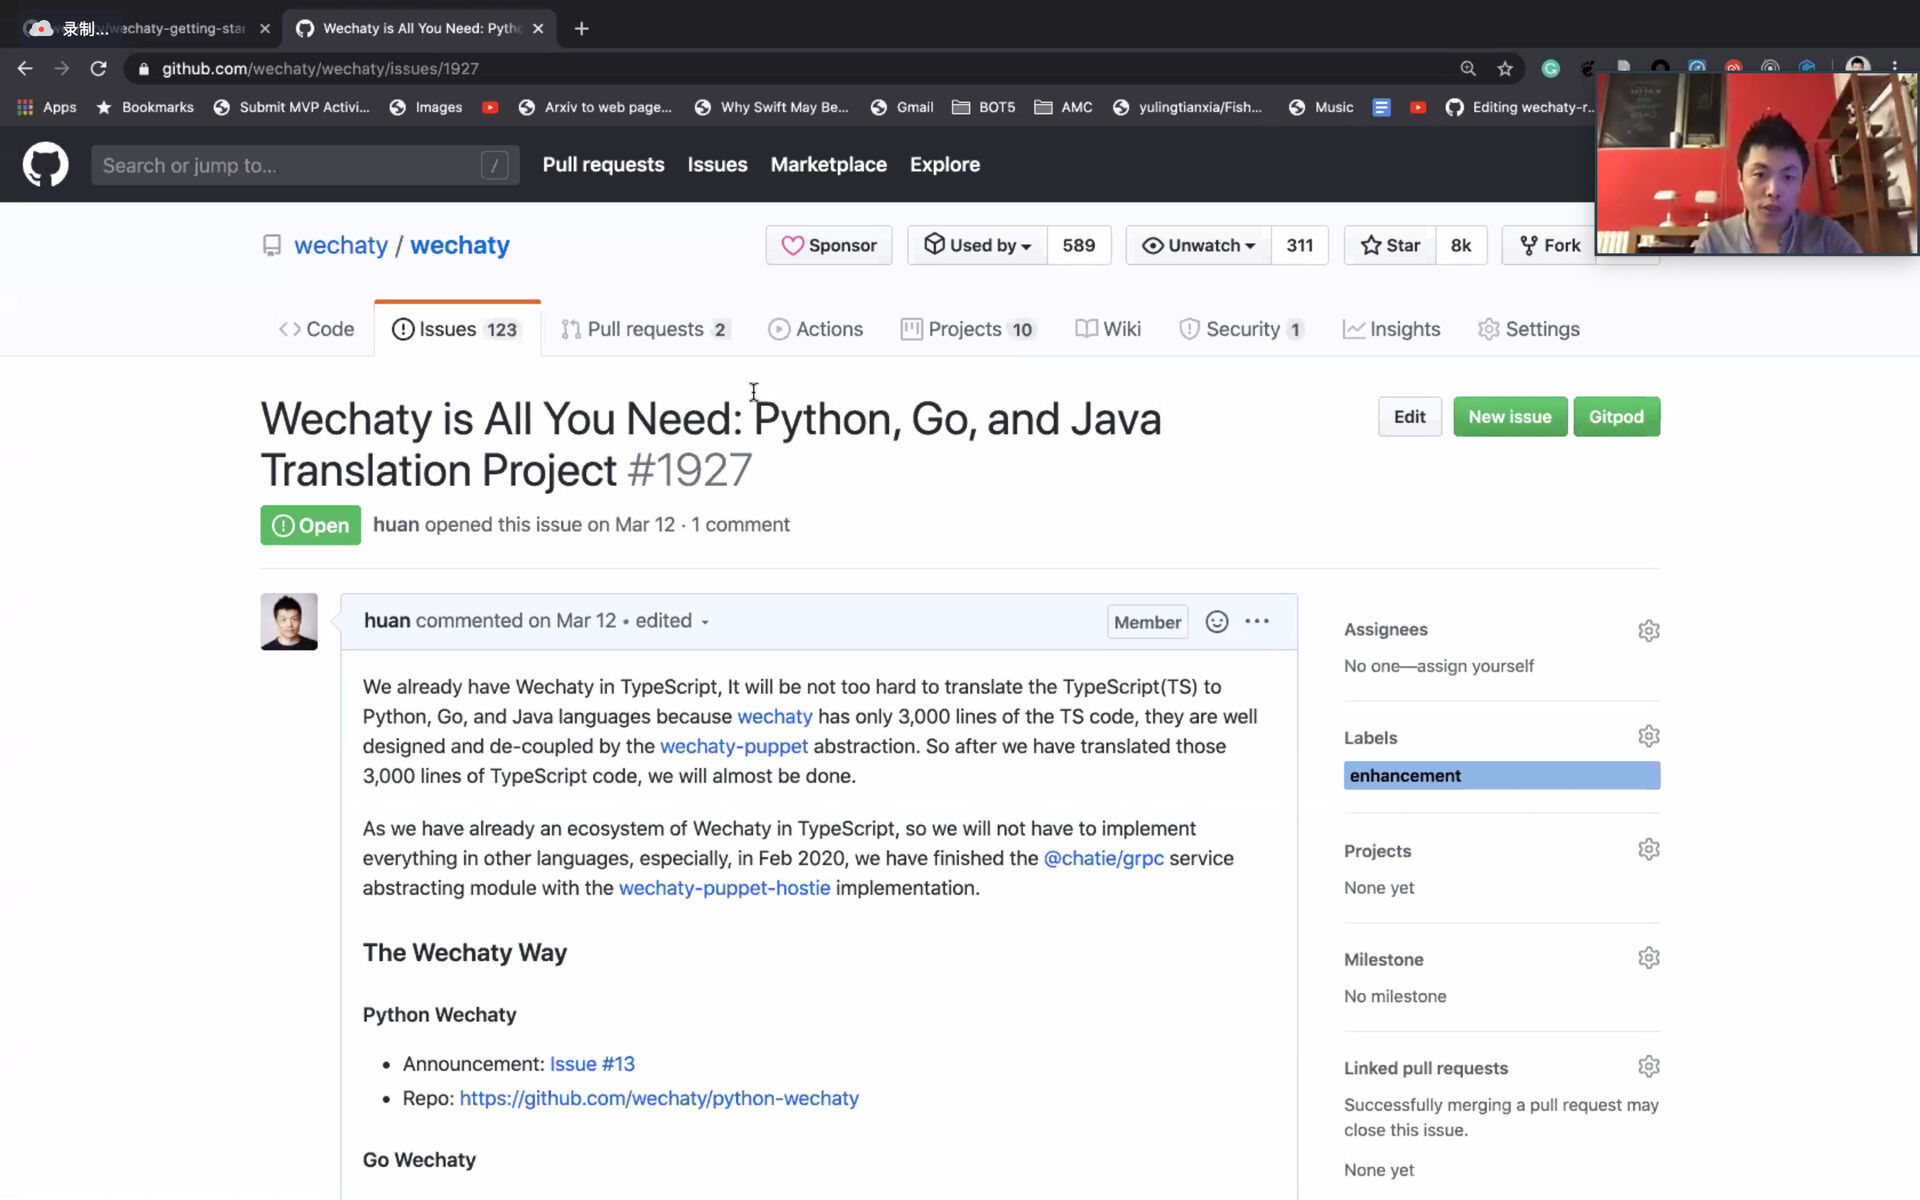 录制... wechaty-getting-star
Wechaty is All You Need: Pytho
github.com/wechaty/wechaty/issues/1927
Apps Bookmarks Submit MVP Activi... Images Arxiv to web page... Why Swift May Be... Gmail BOT5 AMC yulingtianxia/Fish... Music Editing wechaty-r...
Search or jump to... /
Pull requests Issues Marketplace Explore
wechaty / wechaty
Sponsor Used by 589 Unwatch 311 Star 8k Fork
Code Issues 123 Pull requests 2 Actions Projects 10 Wiki Security 1 Insights Settings
Wechaty is All You Need: Python, Go, and Java
Translation Project #1927
Edit New issue Gitpod
Open huan opened this issue on Mar 12 · 1 comment
huan commented on Mar 12 • edited
Member
We already have Wechaty in TypeScript, It will be not too hard to translate the TypeScript(TS) to
Python, Go, and Java languages because wechaty has only 3,000 lines of the TS code, they are well
designed and de-coupled by the wechaty-puppet abstraction. So after we have translated those
3,000 lines of TypeScript code, we will almost be done.
As we have already an ecosystem of Wechaty in TypeScript, so we will not have to implement
everything in other languages, especially, in Feb 2020, we have finished the @chatie/grpc service
abstracting module with the wechaty-puppet-hostie implementation.
The Wechaty Way
Python Wechaty
• Announcement: Issue #13
• Repo: https://github.com/wechaty/python-wechaty
Go Wechaty
Assignees
No one—assign yourself
Labels
enhancement
Projects
None yet
Milestone
No milestone
Linked pull requests
Successfully merging a pull request may
close this issue.
None yet